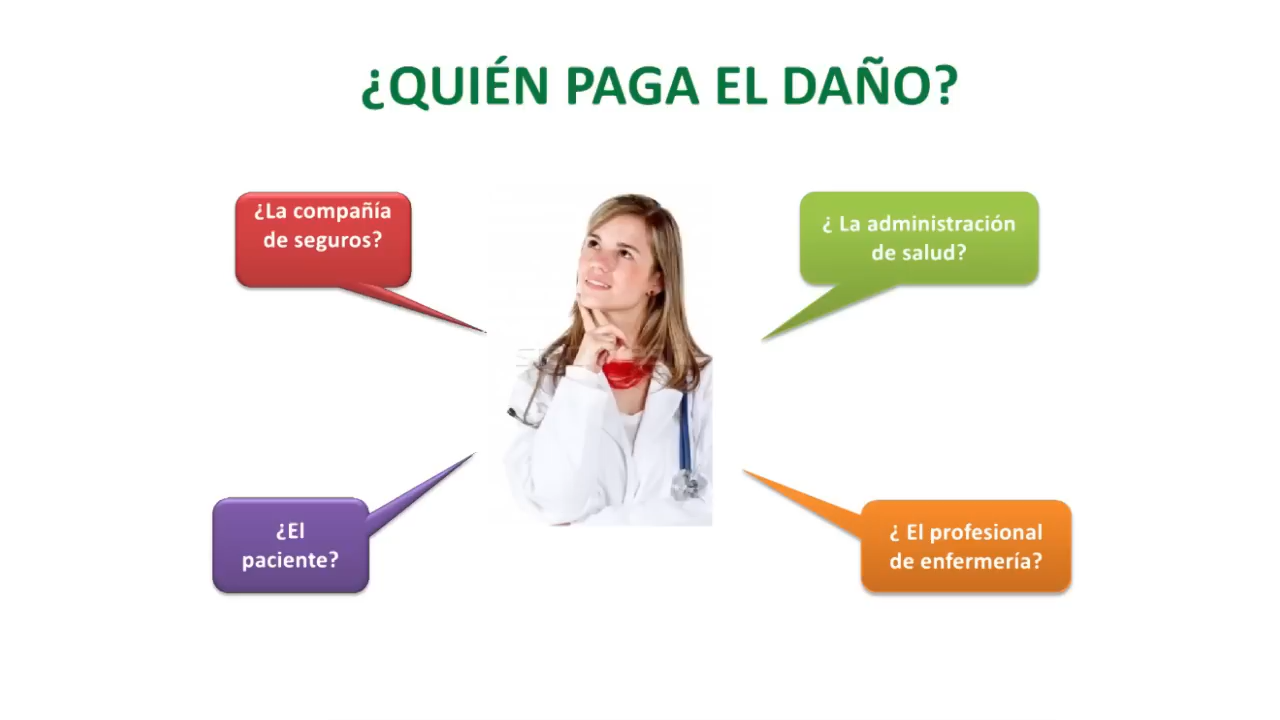 ¿QUIÉN PAGA EL DAÑO?
¿La compañía
de seguros?
¿ La administración
de salud?
¿El
paciente?
¿ El profesional
de enfermería?